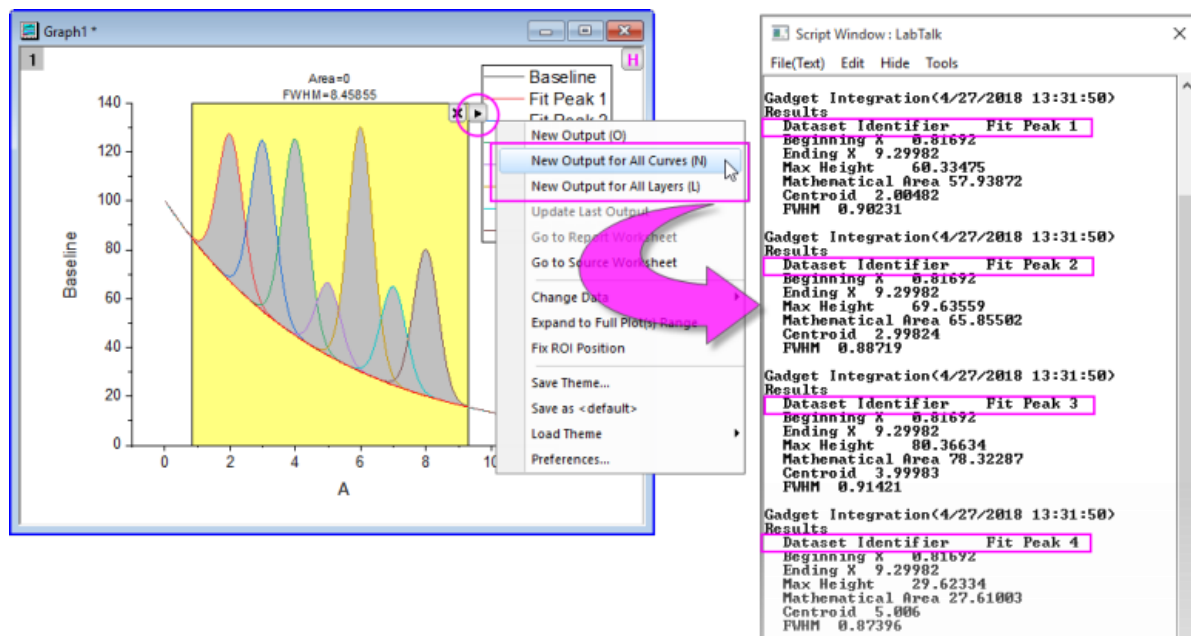 Graph1 *
1
H
Area=0
FWHM=8.45855
Baseline
Fit Peak 1
140
120
100
80
60
40
20
0
Baseline
0
2
4
6
8
10
A
New Output (O)
New Output for All Curves (N)
New Output for All Layers (L)
Update Last Output
Go to Report Worksheet
Go to Source Worksheet
Change Data
Expand to Full Plot(s) Range
Fix ROI Position
Save Theme...
Save as <default>
Load Theme
Preferences...
Script Window : LabTalk
File(Text) Edit Hide Tools
Gadget Integration(4/27/2018 13:31:50)
Results
Dataset Identifier Fit Peak 1
Beginning X 0.81692
Ending X 9.29982
Max Height 60.33475
Mathematical Area 57.93872
Centroid 2.00482
FWHM 0.90231
Gadget Integration(4/27/2018 13:31:50)
Results
Dataset Identifier Fit Peak 2
Beginning X 0.81692
Ending X 9.29982
Max Height 69.63559
Mathematical Area 65.85502
Centroid 2.99824
FWHM 0.88719
Gadget Integration(4/27/2018 13:31:50)
Results
Dataset Identifier Fit Peak 3
Beginning X 0.81692
Ending X 9.29982
Max Height 80.36634
Mathematical Area 78.32287
Centroid 3.99983
FWHM 0.91421
Gadget Integration(4/27/2018 13:31:50)
Results
Dataset Identifier Fit Peak 4
Beginning X 0.81692
Ending X 9.29982
Max Height 29.62334
Mathematical Area 27.61003
Centroid 5.006
FWHM 0.87396